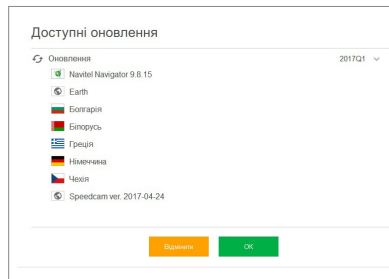 Доступні оновлення
Оновлення 2017Q1
Navitel Navigator 9.8.15
Earth
Болгарія
Білорусь
Греція
Німеччина
Чехія
Speedcam ver. 2017-04-24
Відмінити OK